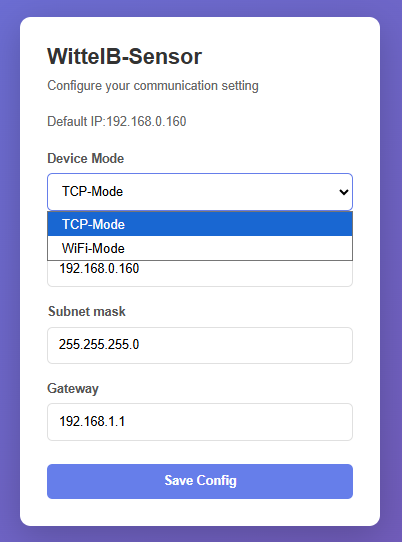 WittelB-Sensor
Configure your communication setting
Default IP:192.168.0.160
Device Mode
TCP-Mode
TCP-Mode
WiFi-Mode
192.168.0.160
Subnet mask
255.255.255.0
Gateway
192.168.1.1
Save Config